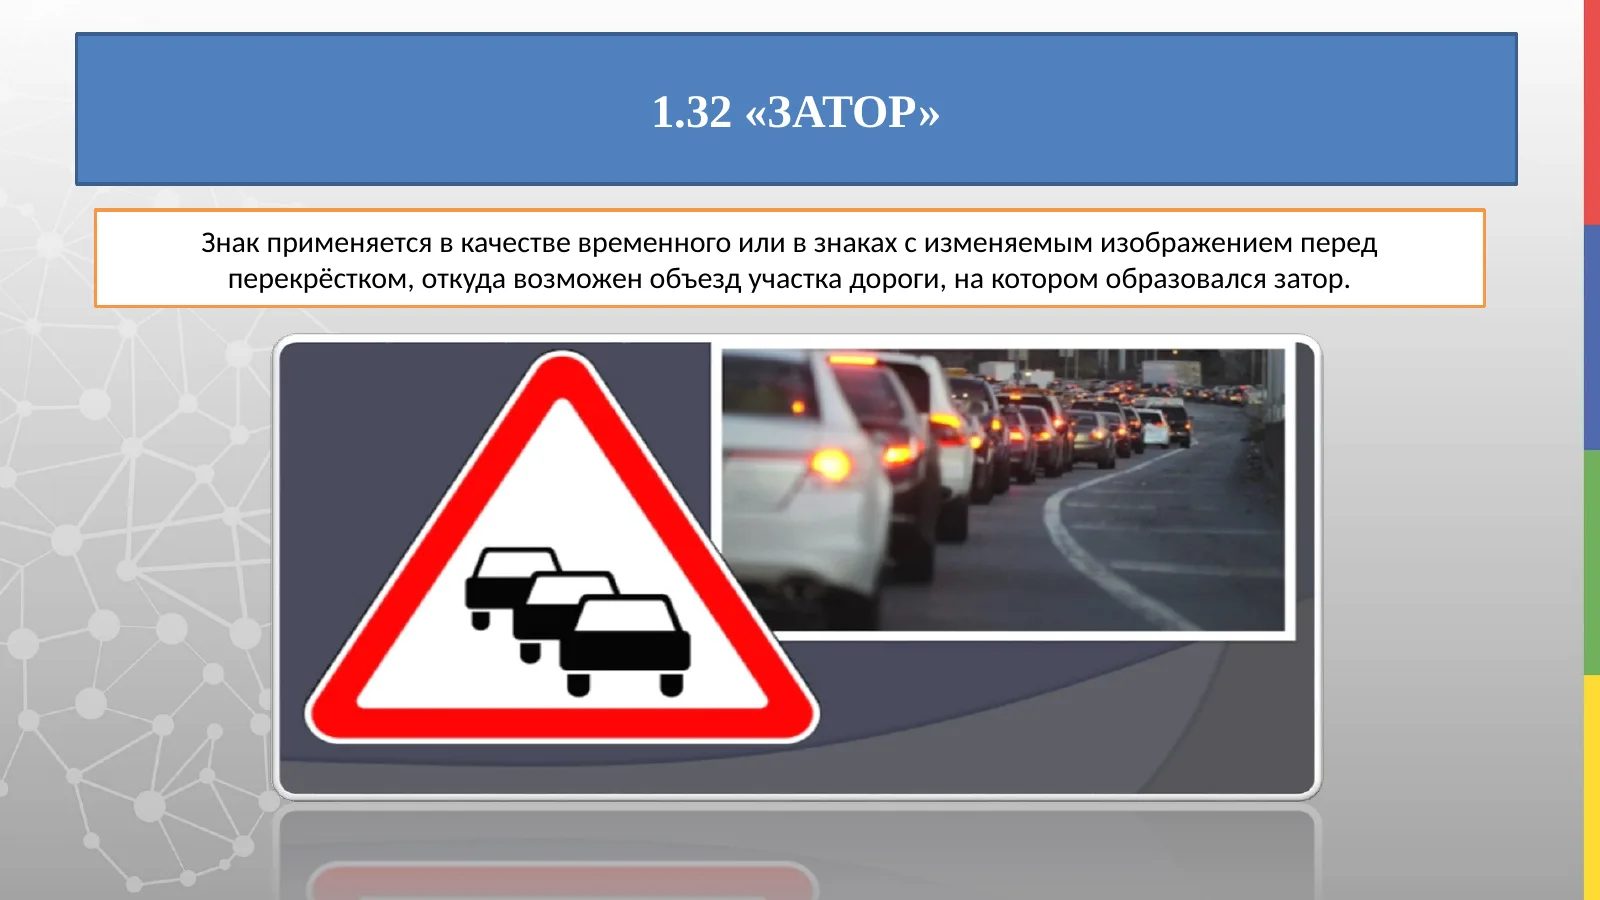 1.32 «ЗАТОР»
Знак применяется в качестве временного или в знаках с изменяемым изображением перед
перекрёстком, откуда возможен объезд участка дороги, на котором образовался затор.